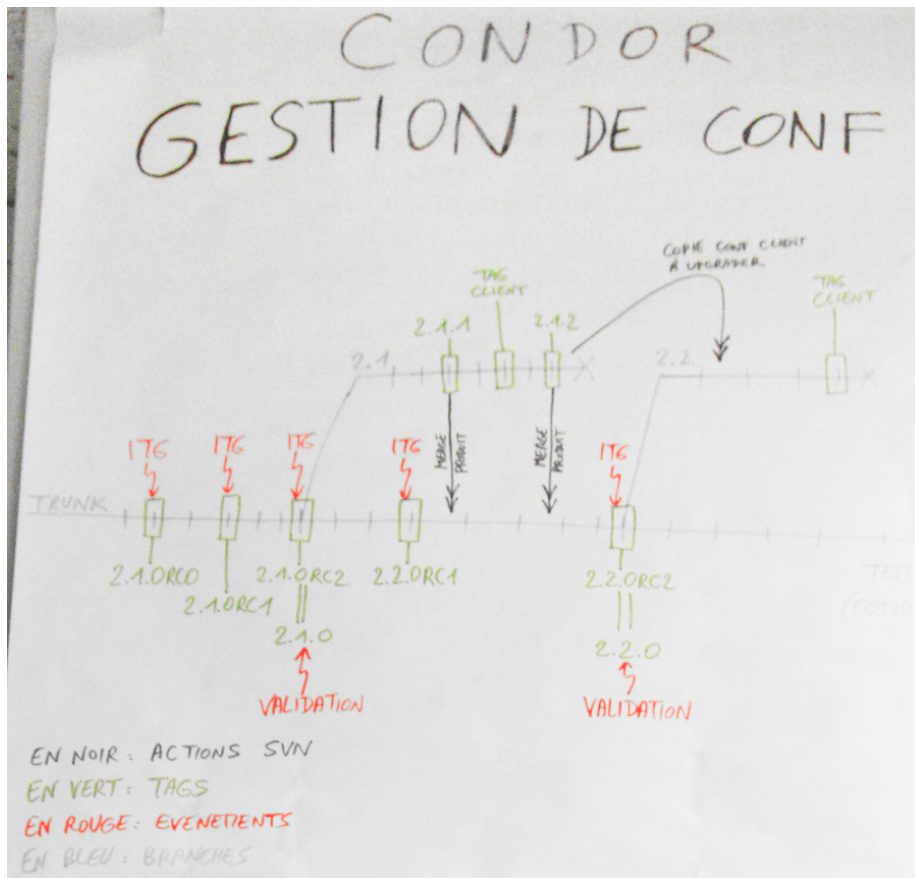 CONDOR
GESTION DE CONF
COPIE CONF CLIENT
À UPGRADER
TAG
CLIENT
TAG
CLIENT
2.1.1
2.1.2
2.1
2.2
ITG
ITG
ITG
ITG
MERGE
PRODUIT
MERGE
PRODUIT
ITG
TRUNK
2.1.0RC0
2.1.0RC1
2.1.0RC2
2.2.0RC1
2.2.0RC2
2.1.0
2.2.0
VALIDATION
VALIDATION
EN NOIR : ACTIONS SVN
EN VERT : TAGS
EN ROUGE : EVENEMENTS
EN BLEU : BRANCHES